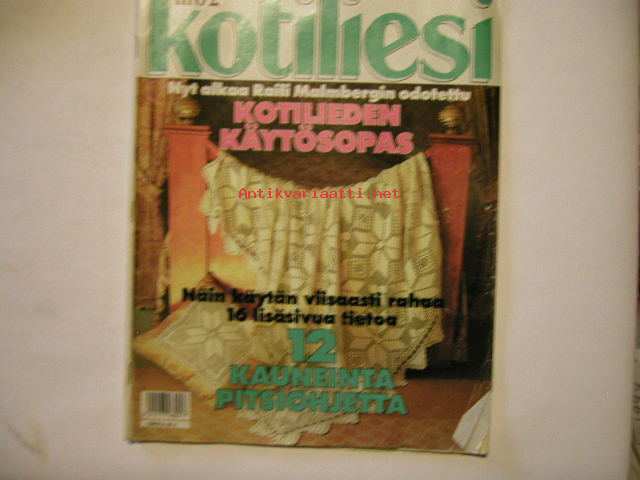 kotiliesi
Nyt alkaa Raili Malmbergin odotettu
KOTILIEDEN
KÄYTÖSOPAS
Antikvariaatti.net
Näin käytän viisaasti rahaa
16 lisäsivua tietoa
12
KAUNEINTA
PITSIOHJETTA